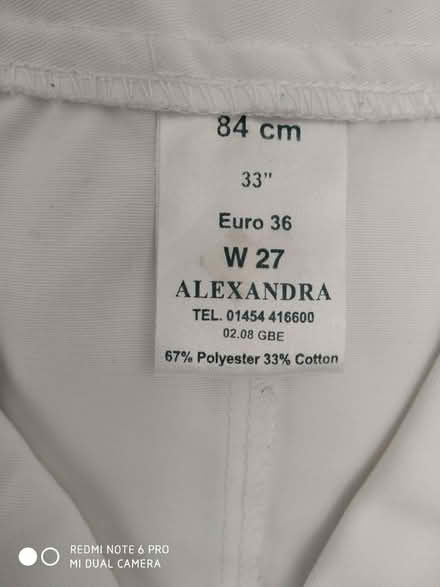 84 cm
33"
Euro 36
W 27
ALEXANDRA
TEL. 01454 416600
02.08 GBE
67% Polyester 33% Cotton
REDMI NOTE 6 PRO
MI DUAL CAMERA